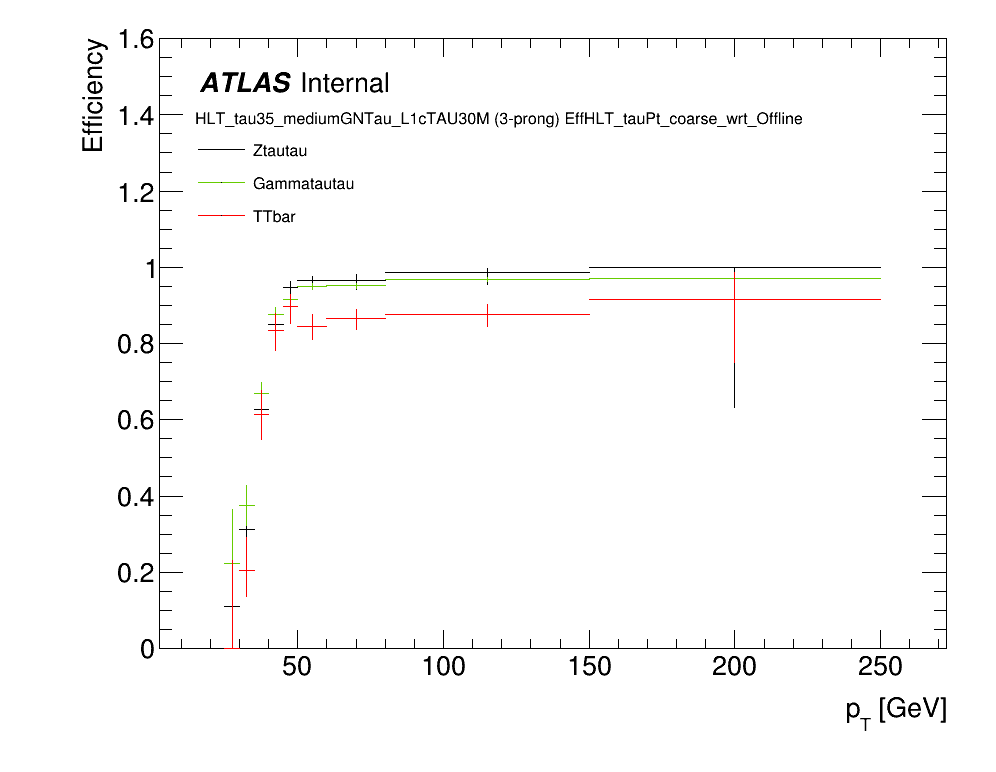 1.6
Efficiency
ATLAS Internal
1.4
HLT_tau35_mediumGNTau_L1cTAU30M (3-prong) EffHLT_tauPt_coarse_wrt_Offline
Ztautau
1.2
Gammatautau
TTbar
1
0.8
0.6
0.4
0.2
0
50 100 150 200 250
p_T [GeV]